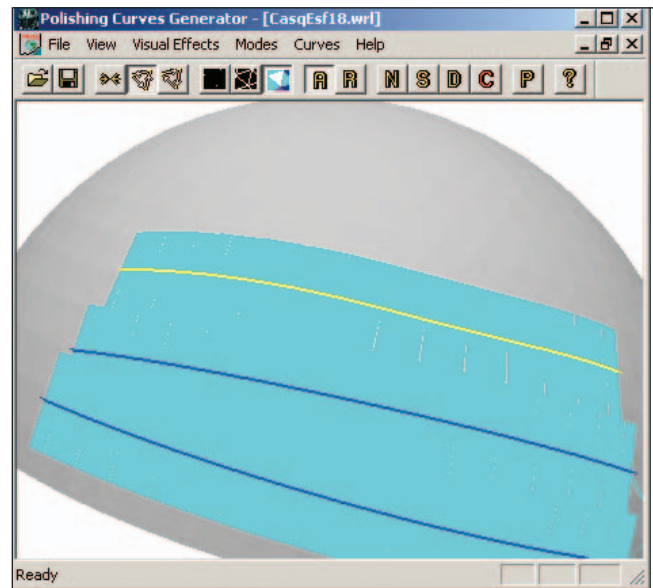 Polishing Curves Generator - [CasqEsf18.wrl]
File View Visual Effects Modes Curves Help
A R N S D C P ?
Ready